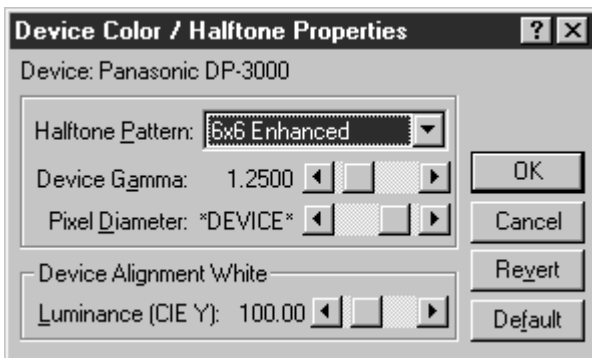 Device Color / Halftone Properties
Device: Panasonic DP-3000
Halftone Pattern: 6x6 Enhanced
Device Gamma: 1.2500
Pixel Diameter: *DEVICE*
Device Alignment White
Luminance (CIE Y): 100.00
OK
Cancel
Revert
Default